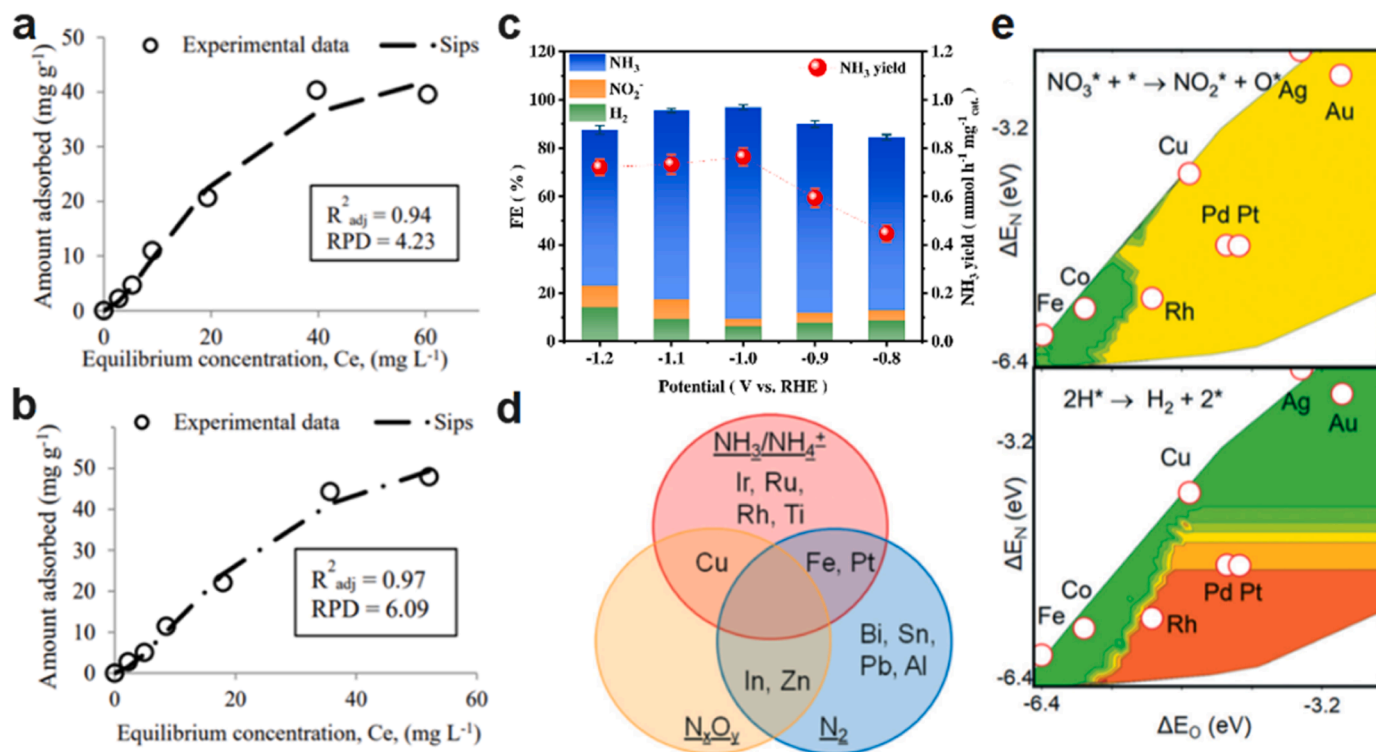 a
50
40
30
20
10
0
Amount adsorbed (mg g-1)
Experimental data
Sips
R2adj = 0.94
RPD = 4.23
0 20 40 60
Equilibrium concentration, Ce, (mg L-1)
b
50
40
30
20
10
0
Amount adsorbed (mg g-1)
Experimental data
Sips
R2adj = 0.97
RPD = 6.09
0 20 40 60
Equilibrium concentration, Ce, (mg L-1)
c
120
100
80
60
40
20
0
FE ( % )
NH3
NO2-
H2
NH3 yield
1.2
1.0
0.8
0.6
0.4
0.2
0.0
NH3 yield ( mmol h-1 mg-1cat. )
-1.2 -1.1 -1.0 -0.9 -0.8
Potential ( V vs. RHE )
d
NH3/NH4+
Ir, Ru,
Rh, Ti
Cu
Fe, Pt
Bi, Sn,
Pb, Al
In, Zn
NxOy
N2
e
NO3* + * → NO2* + O*
Ag
Au
Cu
Pd Pt
Co
Fe
Rh
-3.2
-6.4
ΔEN (eV)
2H* → H2 + 2*
Ag
Au
Cu
Pd Pt
Co
Fe
Rh
-3.2
-6.4
ΔEN (eV)
-6.4 -3.2
ΔEO (eV)